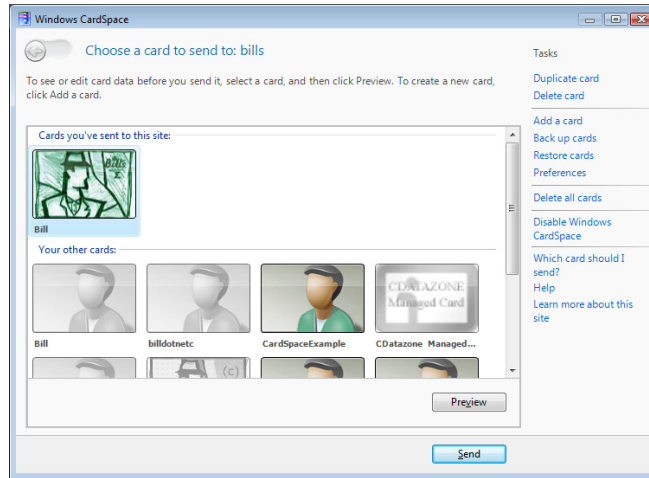 Windows CardSpace
Choose a card to send to: bills
To see or edit card data before you send it, select a card, and then click Preview. To create a new card,
click Add a card.
Cards you've sent to this site:
Bills
Bill
Your other cards:
CDATAZONE
Managed Card
Bill
billdotnetc
CardSpaceExample
CDatazone Managed...
(c)
Preview
Send
Tasks
Duplicate card
Delete card
Add a card
Back up cards
Restore cards
Preferences
Delete all cards
Disable Windows
CardSpace
Which card should I
send?
Help
Learn more about this
site